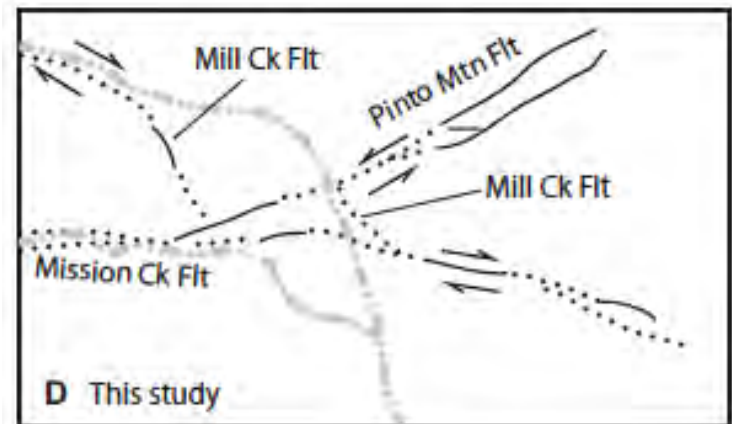 Mill Ck Flt
Pinto Mtn Flt
Mill Ck Flt
Mission Ck Flt
D This study